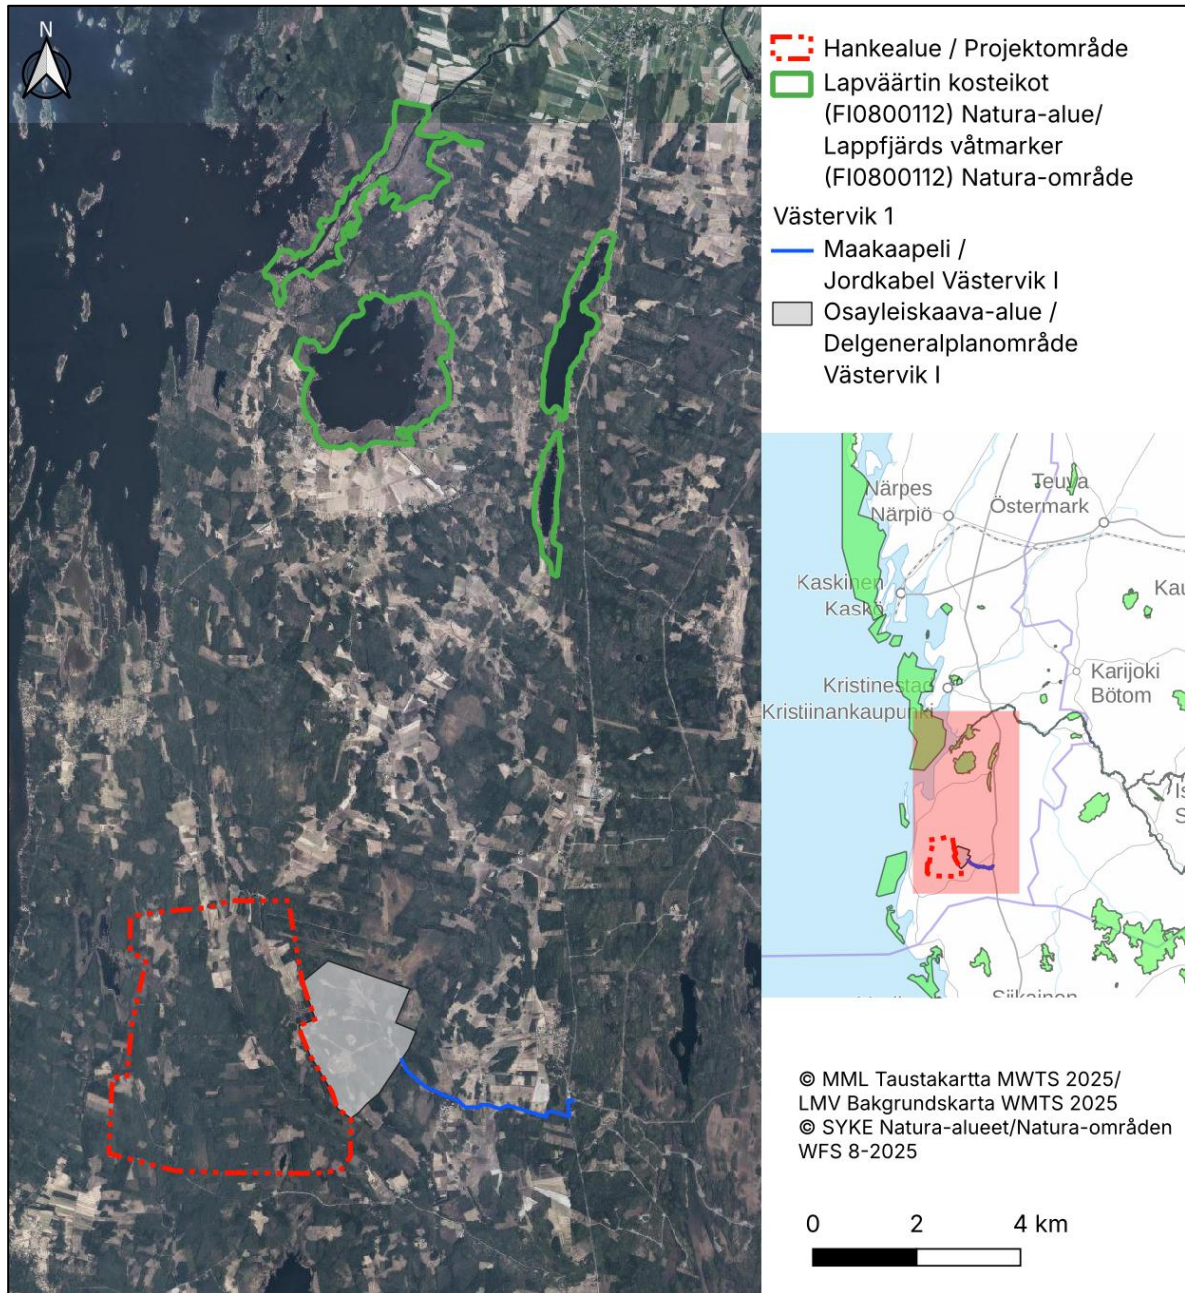 N
Hankealue / Projektområde
Lapväärtin kosteikot
(FI0800112) Natura-alue/
Lappfjärds våtmarker
(FI0800112) Natura-område
Västervik 1
Maakaapeli /
Jordkabel Västervik I
Osayleiskaava-alue /
Delgeneralplanområde
Västervik I
Närpes
Närpiö
Teuva
Östermark
Kaskinen
Kaskö
Kristinestad
Kristiinankaupunki
Karijoki
Bötom
Siikainen
© MML Taustakartta MWTS 2025/
LMV Bakgrundskarta WMTS 2025
© SYKE Natura-alueet/Natura-områden
WFS 8-2025
0 2 4 km